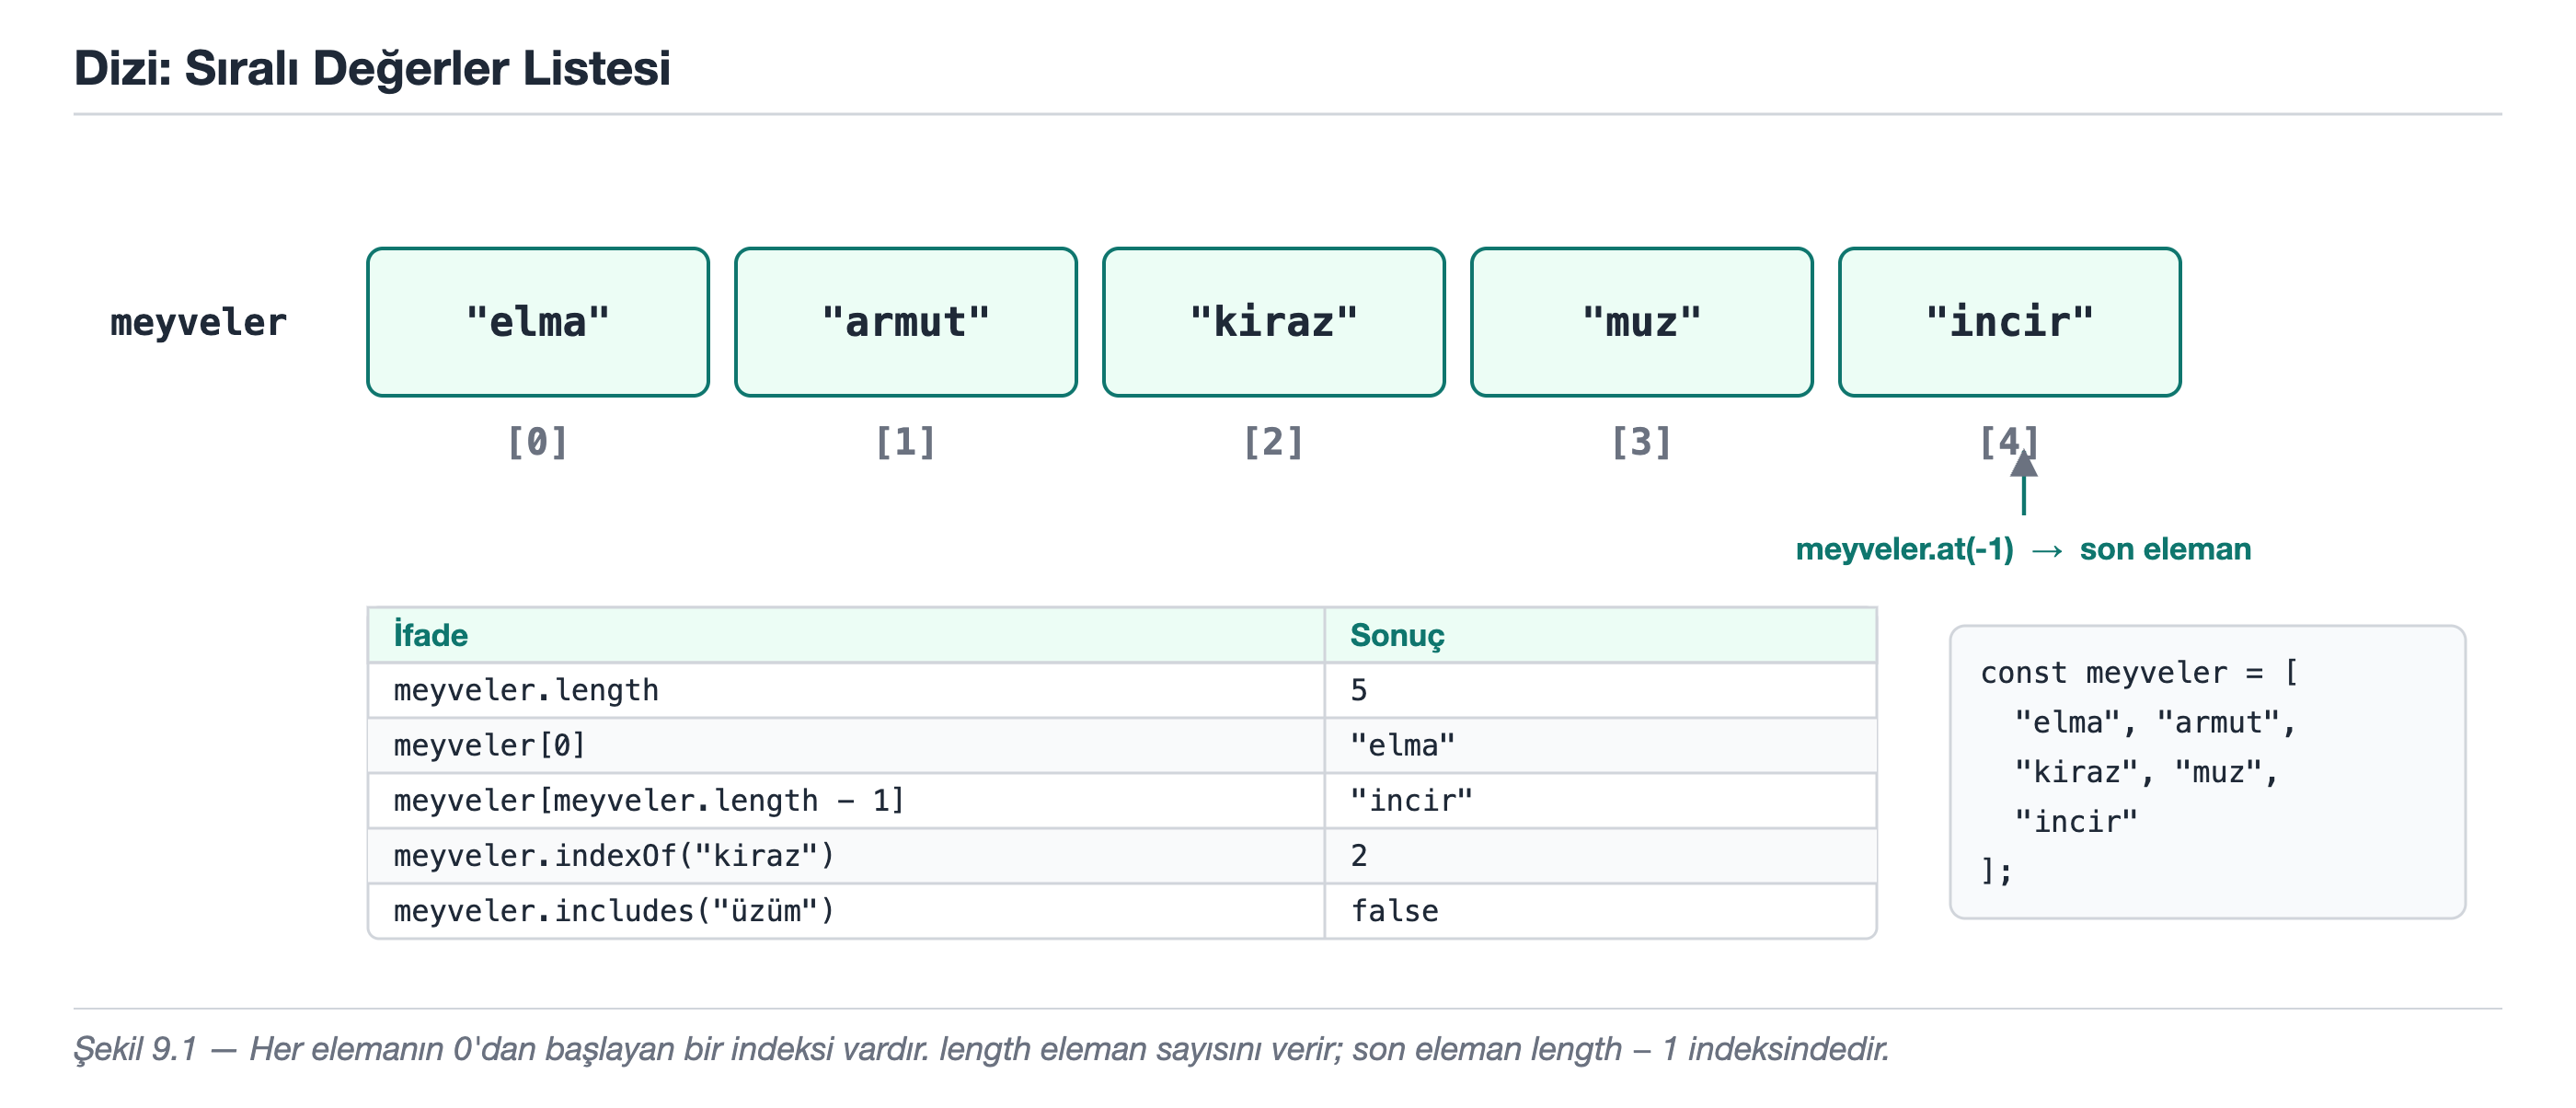 Dizi: Sıralı Değerler Listesi
meyveler "elma" "armut" "kiraz" "muz" "incir"
[0] [1] [2] [3] [4]
meyveler.at(-1) → son eleman
İfade Sonuç
meyveler.length 5
meyveler[0] "elma"
meyveler[meyveler.length − 1] "incir"
meyveler.indexOf("kiraz") 2
meyveler.includes("üzüm") false
const meyveler = [
"elma", "armut",
"kiraz", "muz",
"incir"
];
Şekil 9.1 — Her elemanın 0'dan başlayan bir indeksi vardır. length eleman sayısını verir; son eleman length − 1 indeksindedir.